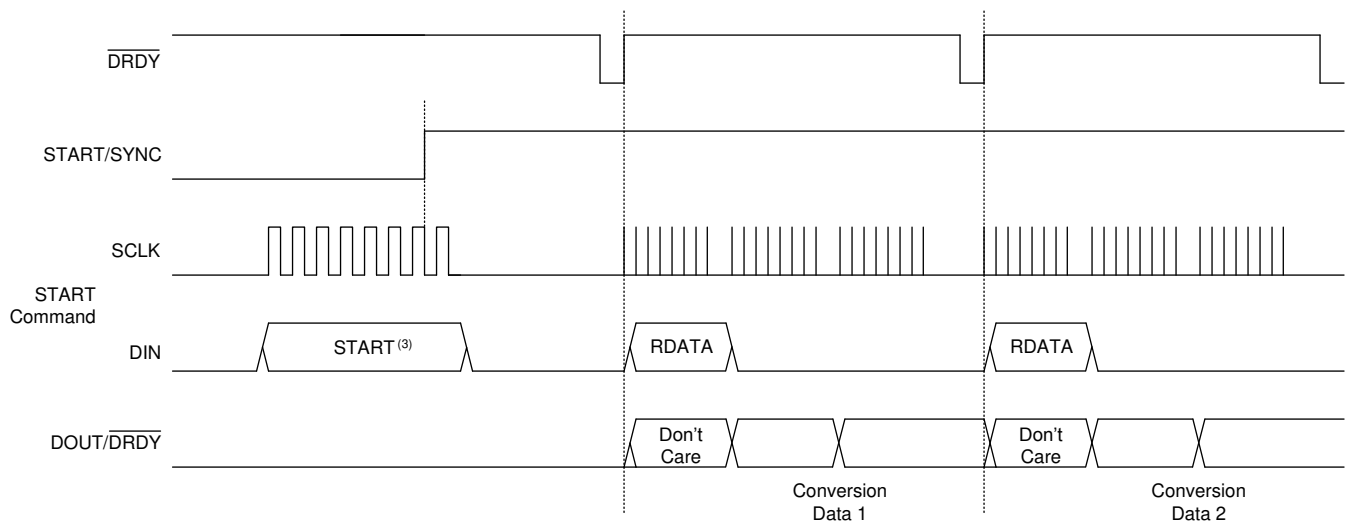 DRDY
START/SYNC
SCLK
START
Command
DIN
START (3)
RDATA
RDATA
DOUT/DRDY
Don't
Care
Don't
Care
Conversion
Data 1
Conversion
Data 2